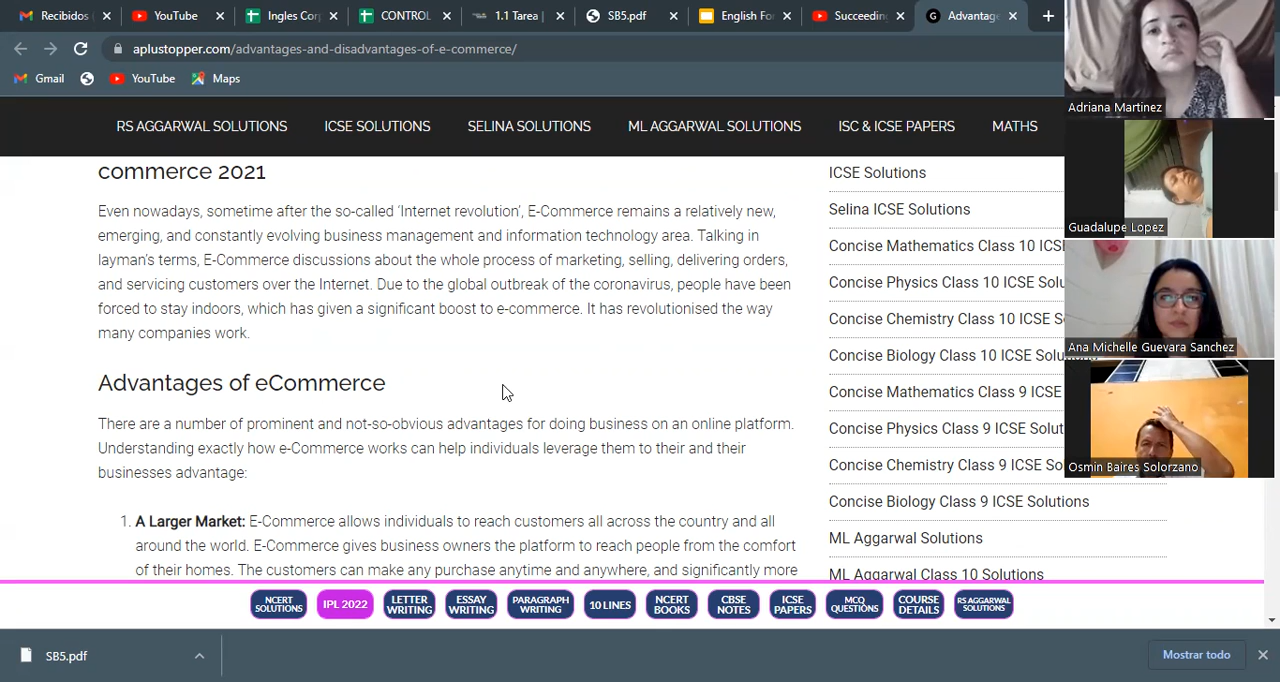 Recibidos
YouTube
Ingles Cor
CONTROL
1.1 Tarea
SB5.pdf
English Fo
Succeeding
Advantag
aplustopper.com/advantages-and-disadvantages-of-e-commerce/
Gmail
YouTube
Maps
RS AGGARWAL SOLUTIONS
ICSE SOLUTIONS
SELINA SOLUTIONS
ML AGGARWAL SOLUTIONS
ISC & ICSE PAPERS
MATHS
commerce 2021
Even nowadays, sometime after the so-called ‘Internet revolution’, E-Commerce remains a relatively new,
emerging, and constantly evolving business management and information technology area. Talking in
layman’s terms, E-Commerce discussions about the whole process of marketing, selling, delivering orders,
and servicing customers over the Internet. Due to the global outbreak of the coronavirus, people have been
forced to stay indoors, which has given a significant boost to e-commerce. It has revolutionised the way
many companies work.
Advantages of eCommerce
There are a number of prominent and not-so-obvious advantages for doing business on an online platform.
Understanding exactly how e-Commerce works can help individuals leverage them to their and their
businesses advantage:
1. A Larger Market: E-Commerce allows individuals to reach customers all across the country and all
around the world. E-Commerce gives business owners the platform to reach people from the comfort
of their homes. The customers can make any purchase anytime and anywhere, and significantly more
ICSE Solutions
Selina ICSE Solutions
Concise Mathematics Class 10 ICS
Concise Physics Class 10 ICSE Solu
Concise Chemistry Class 10 ICSE S
Concise Biology Class 10 ICSE Solu
Concise Mathematics Class 9 ICSE
Concise Physics Class 9 ICSE Solut
Concise Chemistry Class 9 ICSE So
Concise Biology Class 9 ICSE Solutions
ML Aggarwal Solutions
ML Aggarwal Class 10 Solutions
Adriana Martinez
Guadalupe Lopez
Ana Michelle Guevara Sanchez
Osmin Baires Solorzano
NCERT
SOLUTIONS
IPL 2022
LETTER
WRITING
ESSAY
WRITING
PARAGRAPH
WRITING
10 LINES
NCERT
BOOKS
CBSE
NOTES
ICSE
PAPERS
MCQ
QUESTIONS
COURSE
DETAILS
RS AGGARWAL
SOLUTIONS
SB5.pdf
Mostrar todo